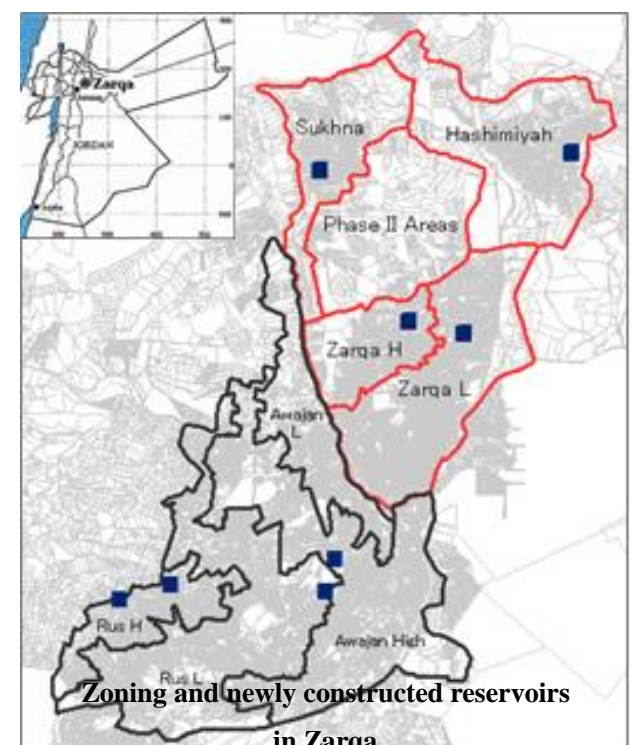 Zarqa
JORDAN
Sukhna
Hashimiyah
Phase II Areas
Zarqa H
Zarqa L
Awajan
L
Rus H
Awajan High
Rus L
Zoning and newly constructed reservoirs
in Zarqa